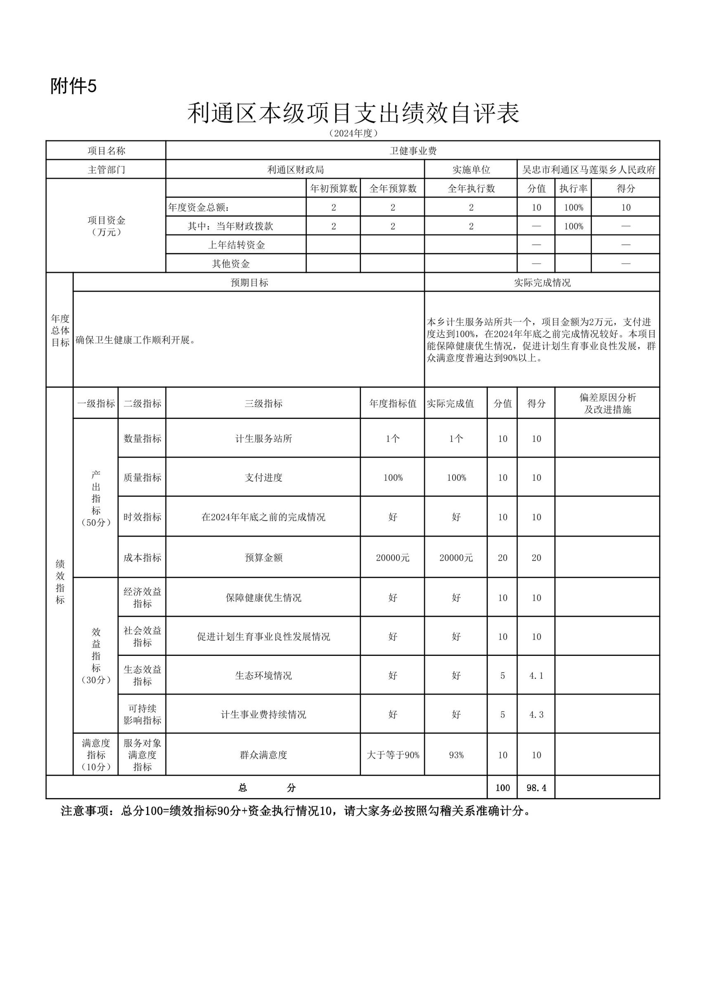 附件5
利通区本级项目支出绩效自评表
（2024年度）
项目名称 卫健事业费
主管部门 利通区财政局 实施单位 吴忠市利通区马莲渠乡人民政府
项目资金
（万元）
年初预算数 全年预算数 全年执行数 分值 执行率 得分
年度资金总额： 2 2 2 10 100% 10
其中：当年财政拨款 2 2 2 — 100% —
上年结转资金 — —
其他资金 — —
年度
总体
目标
预期目标 实际完成情况
确保卫生健康工作顺利开展。
本乡计生服务站所共一个，项目金额为2万元，支付进
度达到100%，在2024年年底之前完成情况较好。本项目
能保障健康优生情况，促进计划生育事业良性发展，群
众满意度普遍达到90%以上。
绩
效
指
标
一级指标 二级指标 三级指标 年度指标值 实际完成值 分值 得分 偏差原因分析
及改进措施
产
出
指
标
（50分）
数量指标 计生服务站所 1个 1个 10 10
质量指标 支付进度 100% 100% 10 10
时效指标 在2024年年底之前的完成情况 好 好 10 10
成本指标 预算金额 20000元 20000元 20 20
效
益
指
标
（30分）
经济效益
指标 保障健康优生情况 好 好 10 10
社会效益
指标 促进计划生育事业良性发展情况 好 好 10 10
生态效益
指标 生态环境情况 好 好 5 4.1
可持续
影响指标 计生事业费持续情况 好 好 5 4.3
满意度
指标
（10分）
服务对象
满意度
指标 群众满意度 大于等于90% 93% 10 10
总 分 100 98.4
注意事项：总分100=绩效指标90分+资金执行情况10，请大家务必按照勾稽关系准确计分。